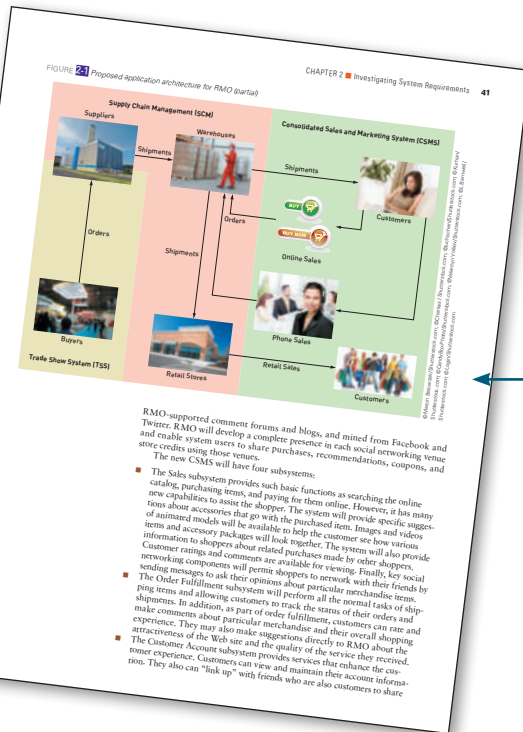 CHAPTER 2 ■ Investigating System Requirements 41
FIGURE 2-1 Proposed application architecture for RMO (partial)
Supply Chain Management (SCM)
Consolidated Sales and Marketing System (CSMS)
Suppliers
Warehouses
Shipments
Shipments
Customers
BUY
Orders
BUY NOW
Online Sales
Orders
Shipments
Phone Sales
Buyers
Retail Stores
Retail Sales
Customers
Trade Show System (TSS)
RMO-supported comment forums and blogs, and mined from Facebook and
Twitter. RMO will develop a complete presence in each social networking venue
and enable system users to share purchases, recommendations, coupons, and
store credits using those venues.
The new CSMS will have four subsystems:
■ The Sales subsystem provides such basic functions as searching the online
catalog, purchasing items, and paying for them online. However, it has many
new capabilities to assist the shopper. The system will provide specific sugges-
tions about accessories that go with the purchased item. Images and videos
of animated models will be available to help the customer see how various
items and accessory packages will look together. The system will also provide
information to shoppers about related purchases made by other shoppers.
Customer ratings and comments are available for viewing. Finally, key social
networking components will permit shoppers to network with their friends by
sending messages to ask their opinions about particular merchandise items.
■ The Order Fulfillment subsystem will perform all the normal tasks of ship-
ping items and allowing customers to track the status of their orders and
shipments. In addition, as part of order fulfillment, customers can rate and
make comments about particular merchandise and their overall shopping
experience. They may also make suggestions directly to RMO about the
attractiveness of the Web site and the quality of the service they received.
■ The Customer Account subsystem provides services that enhance the cus-
tomer experience. Customers can view and maintain their account informa-
tion. They also can "link up" with friends who are also customers to share